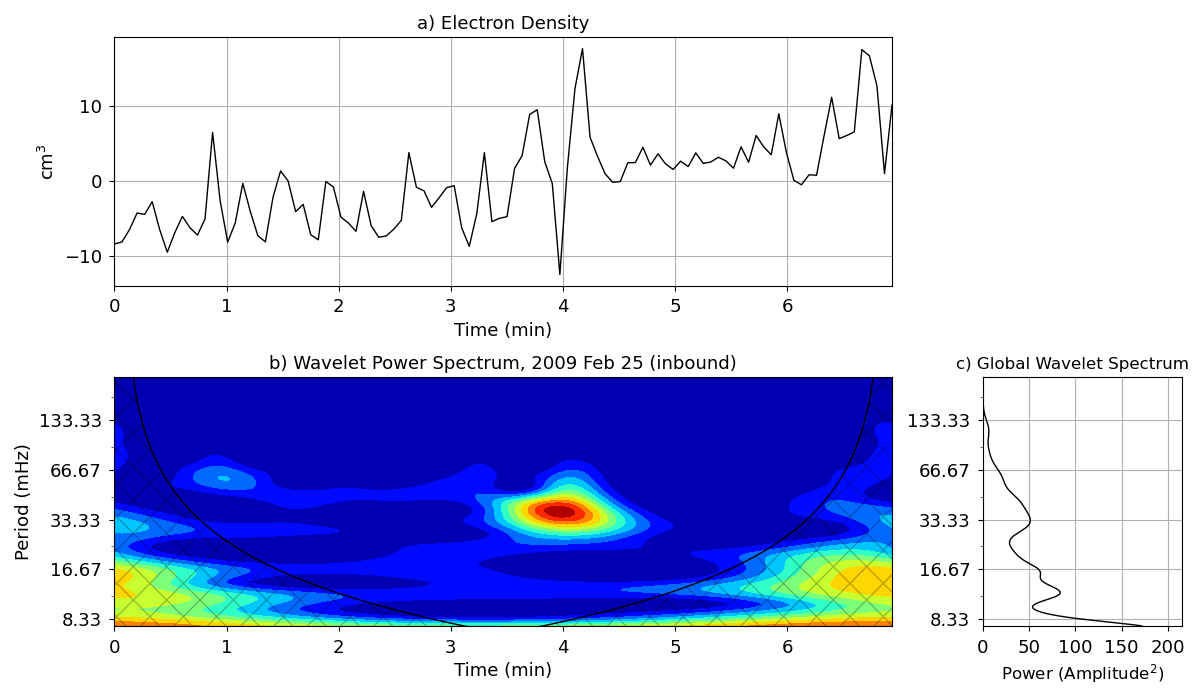 a) Electron Density
cm³
10
0
−10
0 1 2 3 4 5 6
Time (min)
b) Wavelet Power Spectrum, 2009 Feb 25 (inbound)
Period (mHz)
133.33
66.67
33.33
16.67
8.33
0 1 2 3 4 5 6
Time (min)
c) Global Wavelet Spectrum
133.33
66.67
33.33
16.67
8.33
0 50 100 150 200
Power (Amplitude²)